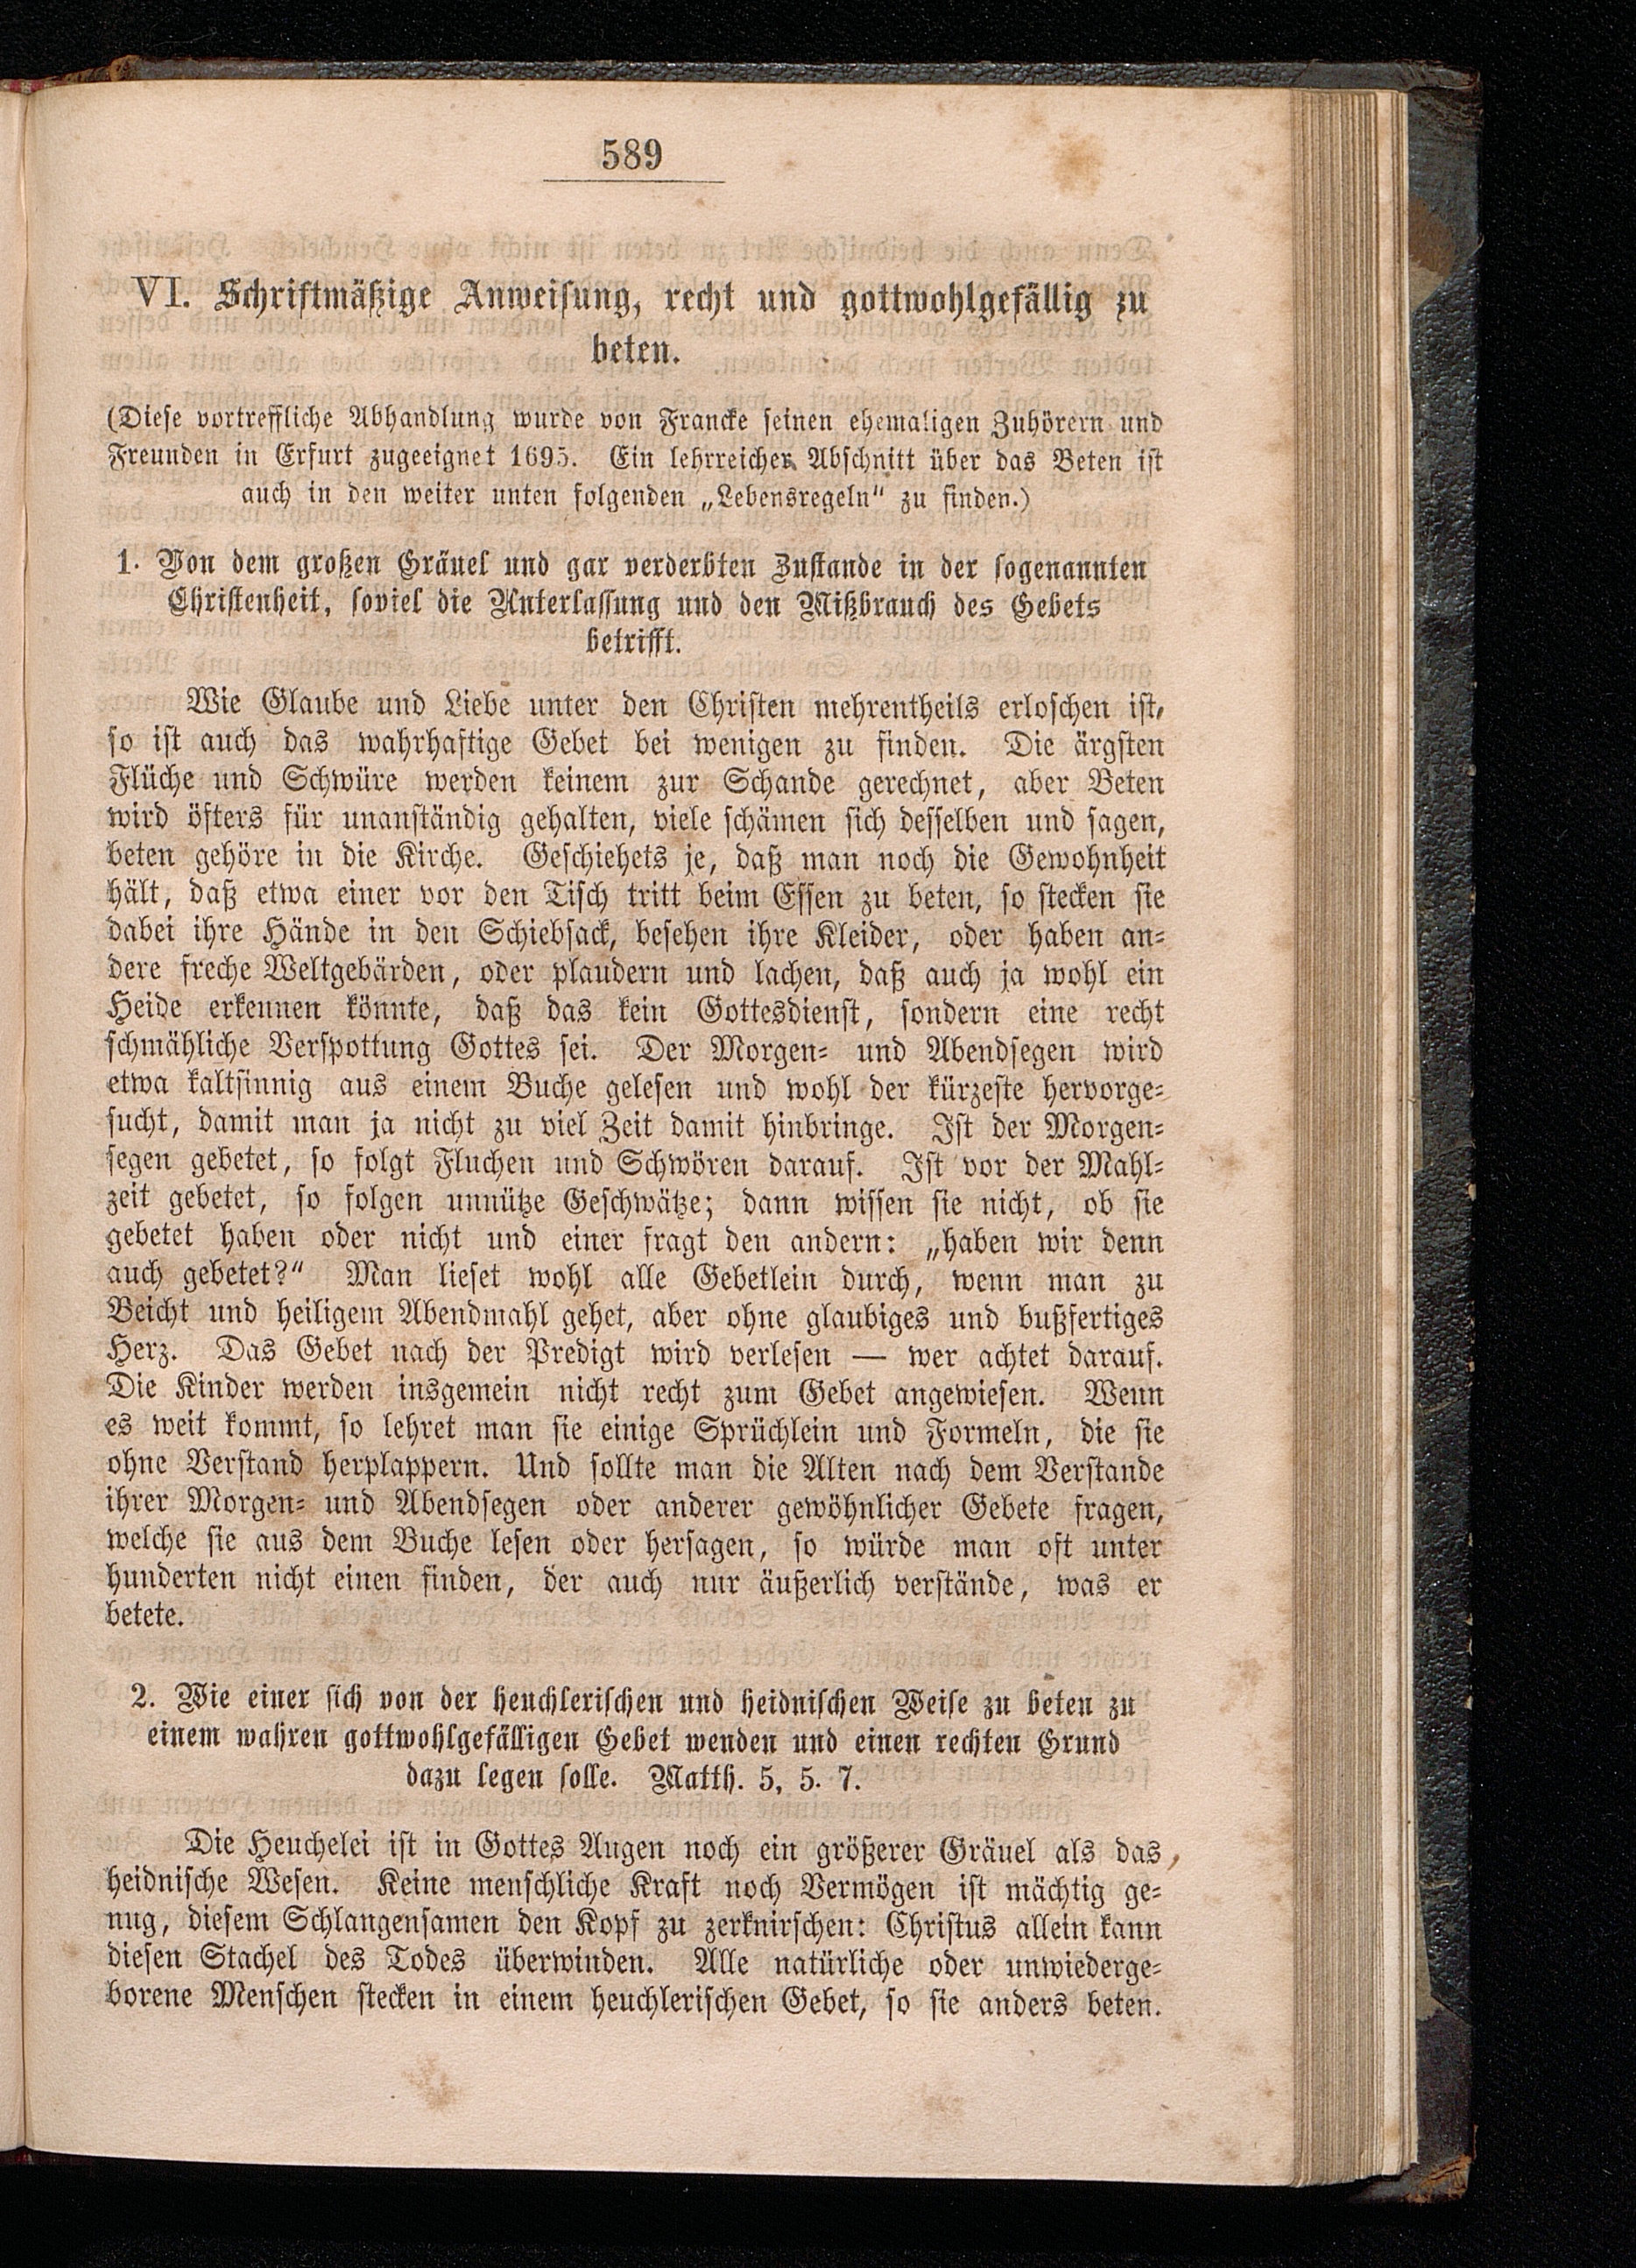 589
VI. Schriftmäßige Anweisung, recht und gottwohlgefällig zu
beten.
(Diese vortreffliche Abhandlung wurde von Francke seinen ehemaligen Zuhörern und
Freunden in Erfurt zugeeignet 1695. Ein lehrreicher Abschnitt über das Beten ist
auch in den weiter unten folgenden „Lebensregeln“ zu finden.)
1. Von dem großen Gräuel und gar verderbten Zustande in der sogenannten
Christenheit, soviel die Unterlassung und den Mißbrauch des Gebets
betrifft.
Wie Glaube und Liebe unter den Christen mehrentheils erloschen ist,
so ist auch das wahrhaftige Gebet bei wenigen zu finden. Die ärgsten
Flüche und Schwüre werden keinem zur Schande gerechnet, aber Beten
wird öfters für unanständig gehalten, viele schämen sich desselben und sagen,
beten gehöre in die Kirche. Geschiehets je, daß man noch die Gewohnheit
hält, daß etwa einer vor den Tisch tritt beim Essen zu beten, so stecken sie
dabei ihre Hände in den Schiebsack, besehen ihre Kleider, oder haben an-
dere freche Weltgebärden, oder plaudern und lachen, daß auch ja wohl ein
Heide erkennen könnte, daß das kein Gottesdienst, sondern eine recht
schmähliche Verspottung Gottes sei. Der Morgen- und Abendsegen wird
etwa kaltsinnig aus einem Buche gelesen und wohl der kürzeste hervorge-
sucht, damit man ja nicht zu viel Zeit damit hinbringe. Ist der Morgen-
segen gebetet, so folgt Fluchen und Schwören darauf. Ist vor der Mahl-
zeit gebetet, so folgen unnütze Geschwätze; dann wissen sie nicht, ob sie
gebetet haben oder nicht und einer fragt den andern: „haben wir denn
auch gebetet?“ Man lieset wohl alle Gebetlein durch, wenn man zu
Beicht und heiligem Abendmahl gehet, aber ohne glaubiges und bußfertiges
Herz. Das Gebet nach der Predigt wird verlesen — wer achtet darauf.
Die Kinder werden insgemein nicht recht zum Gebet angewiesen. Wenn
es weit kommt, so lehret man sie einige Sprüchlein und Formeln, die sie
ohne Verstand herplappern. Und sollte man die Alten nach dem Verstande
ihrer Morgen- und Abendsegen oder anderer gewöhnlicher Gebete fragen,
welche sie aus dem Buche lesen oder hersagen, so würde man oft unter
hunderten nicht einen finden, der auch nur äußerlich verstände, was er
betete.
2. Wie einer sich von der heuchlerischen und heidnischen Weise zu beten zu
einem wahren gottwohlgefälligen Gebet wenden und einen rechten Grund
dazu legen solle. Matth. 5, 5. 7.
Die Heuchelei ist in Gottes Augen noch ein größerer Gräuel als das,
heidnische Wesen. Keine menschliche Kraft noch Vermögen ist mächtig ge-
nug, diesem Schlangensamen den Kopf zu zerknirschen: Christus allein kann
diesen Stachel des Todes überwinden. Alle natürliche oder unwiederge-
borene Menschen stecken in einem heuchlerischen Gebet, so sie anders beten.